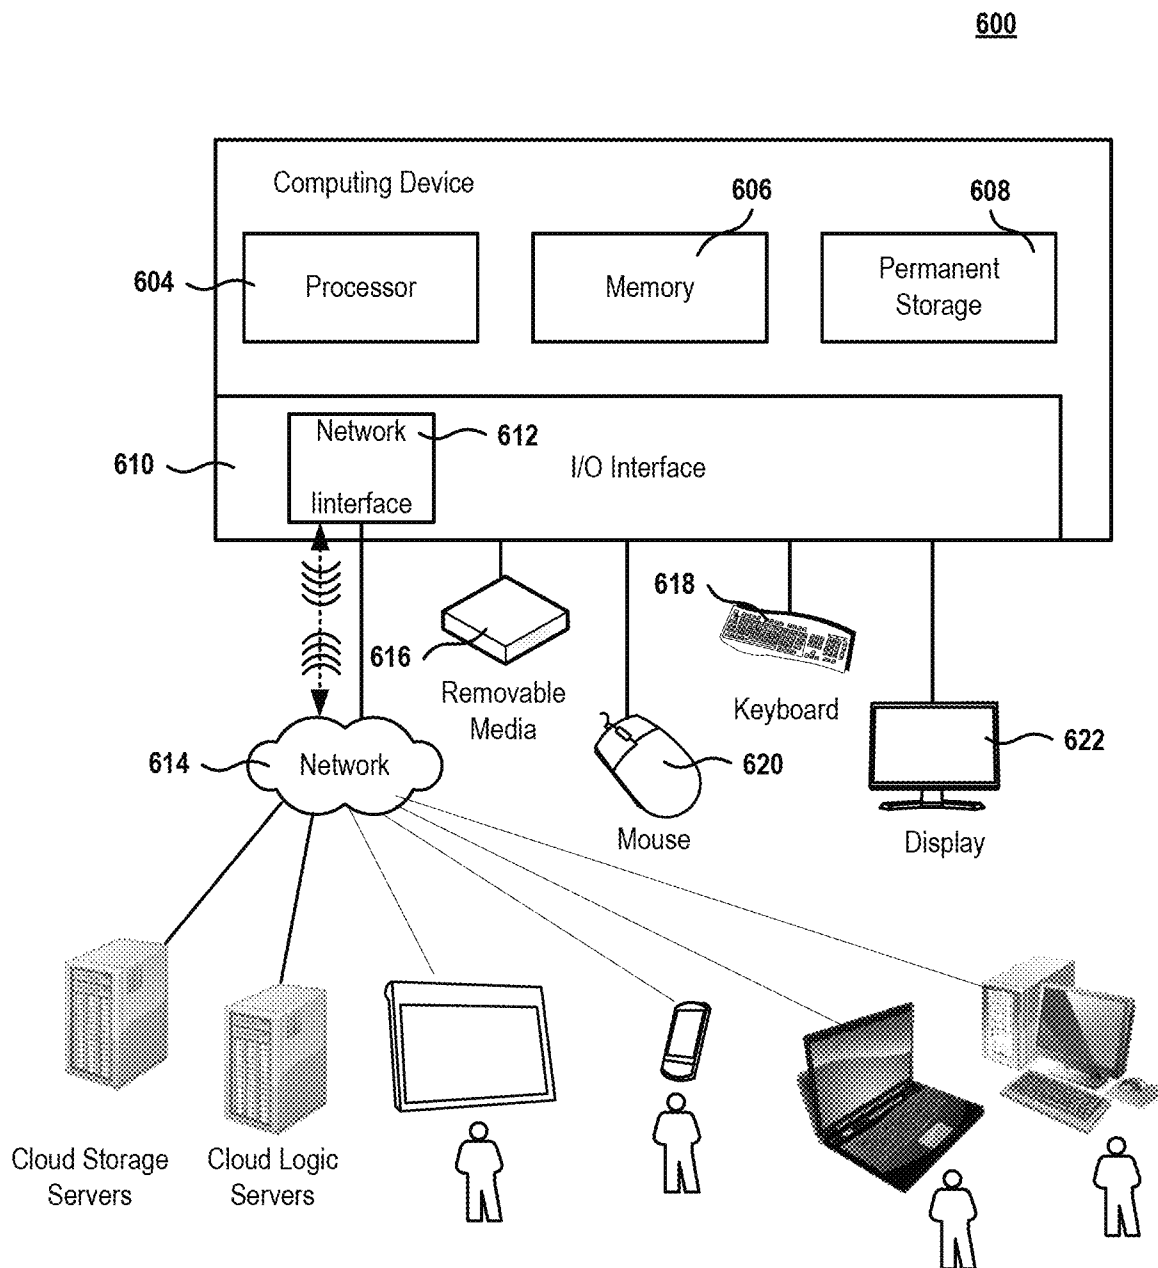 600
Computing Device
606
608
604
Processor
Memory
Permanent
Storage
Network
612
610
I/O Interface
Iinterface
618
616
Removable
Media
Keyboard
614
Network
620
622
Mouse
Display
Cloud Storage
Servers
Cloud Logic
Servers